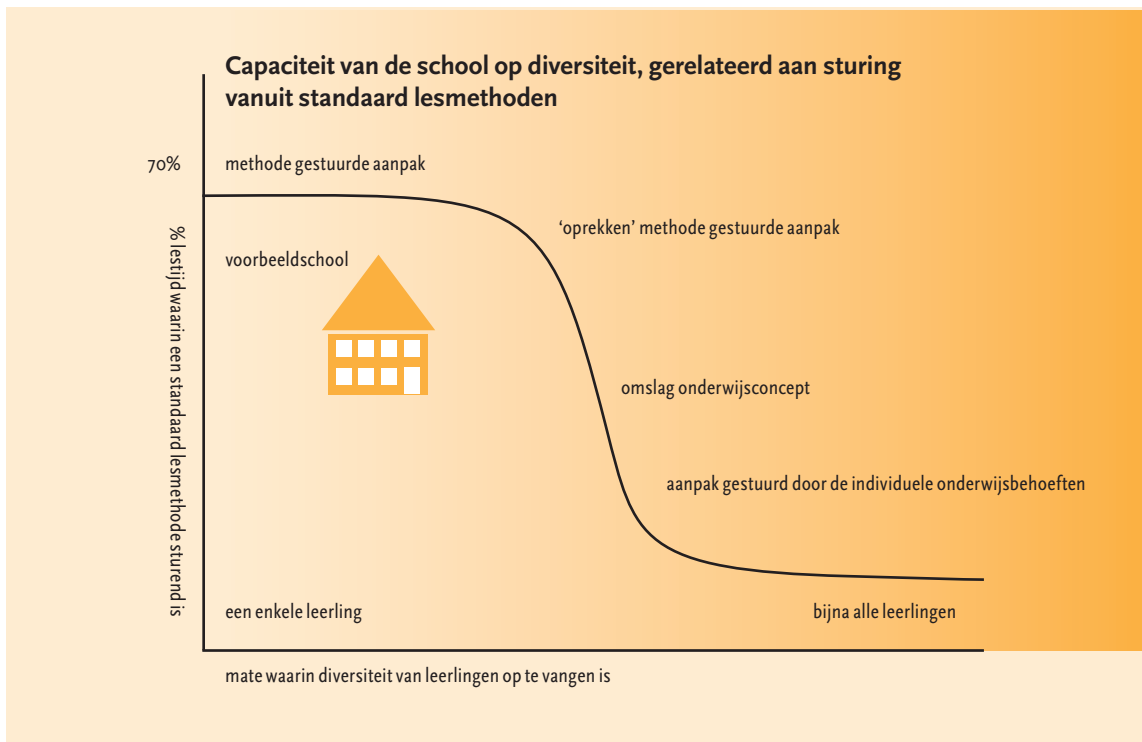 Capaciteit van de school op diversiteit, gerelateerd aan sturing
vanuit standaard lesmethoden
70%
methode gestuurde aanpak
‘oprekken’ methode gestuurde aanpak
voorbeeldschool
% lestijd waarin een standaard lesmethode sturend is
omslag onderwijsconcept
aanpak gestuurd door de individuele onderwijsbehoeften
een enkele leerling
bijna alle leerlingen
mate waarin diversiteit van leerlingen op te vangen is